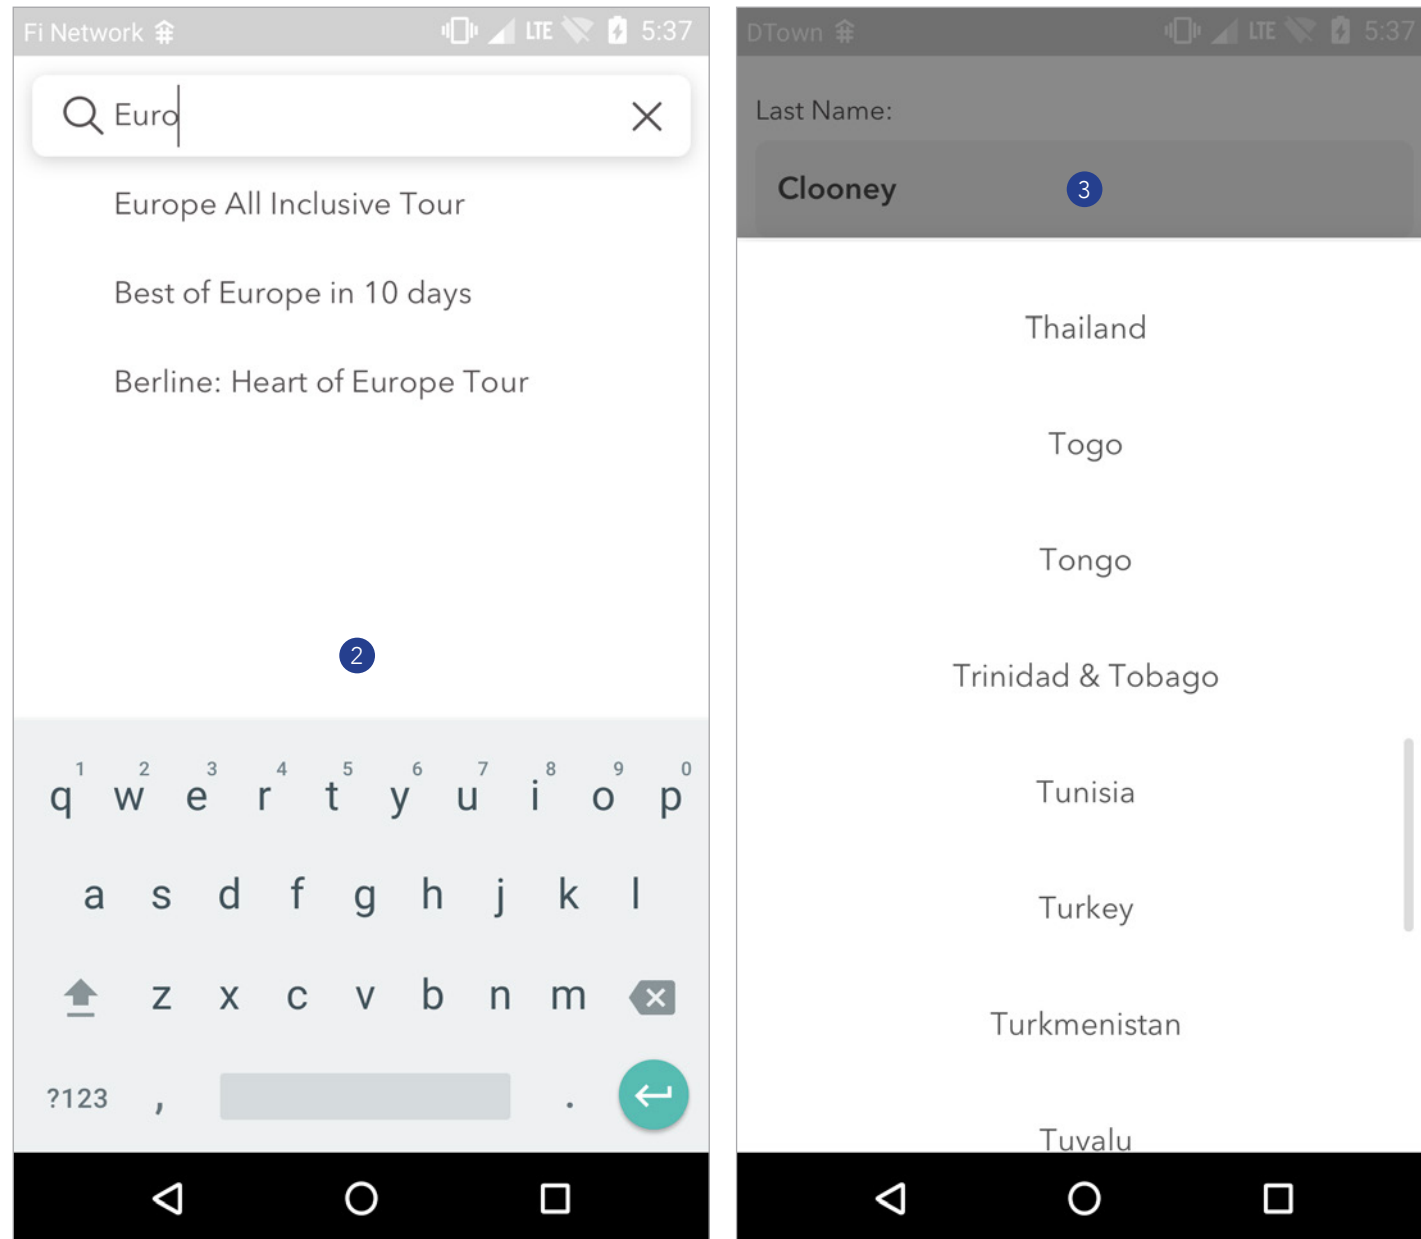 Fi Network LTE 5:37
Euro
Europe All Inclusive Tour
Best of Europe in 10 days
Berline: Heart of Europe Tour
2
1 2 3 4 5 6 7 8 9 0
q w e r t y u i o p
a s d f g h j k l
z x c v b n m
?123 , .
DTown LTE 5:37
Last Name:
Clooney 3
Thailand
Togo
Tongo
Trinidad & Tobago
Tunisia
Turkey
Turkmenistan
Tuvalu